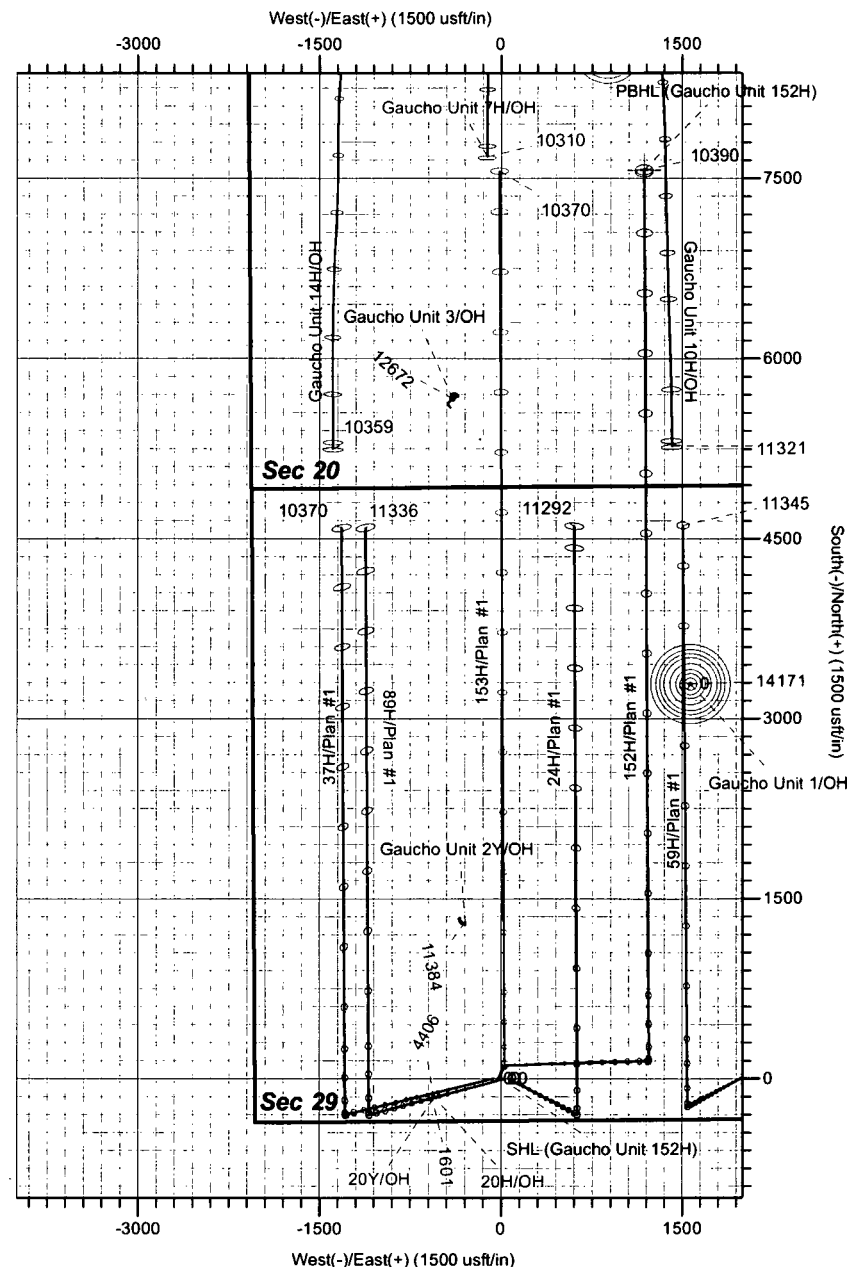 West(-)/East(+) (1500 usft/in)
-3000
-1500
0
1500
PBHL (Gaucho Unit 152H)
Gaucho Unit 7H/OH
10310
10390
7500
10370
Gaucho Unit 14H/OH
Gaucho Unit 10H/OH
Gaucho Unit 3/OH
12672
6000
10359
11321
Sec 20
10370
11336
11292
11345
4500
South(-)/North(+) (1500 usft/in)
153H/Plan #1
14171
0
37H/Plan #1
89H/Plan #1
24H/Plan #1
152H/Plan #1
3000
Gaucho Unit 1/OH
59H/Plan #1
Gaucho Unit 2Y/OH
1500
11384
4406
000
0
Sec 29
SHL (Gaucho Unit 152H)
1601
20Y/OH
20H/OH
-3000
-1500
0
1500
West(-)/East(+) (1500 usft/in)